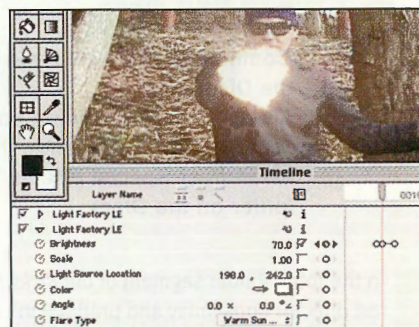 Timeline
Layer Name 001
Light Factory LE
Light Factory LE
Brightness 70.0
Scale 1.00
Light Source Location 198.0 , 242.0
Color
Angle 0.0 x 0.0 °
Flare Type Warm Sun ...